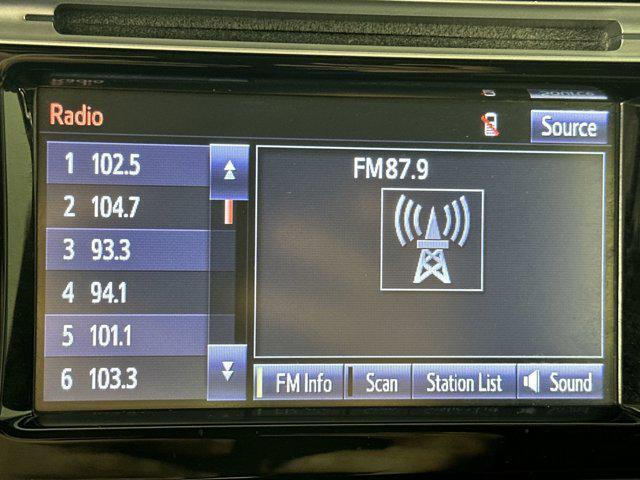 Radio
Source
1 102.5
2 104.7
3 93.3
4 94.1
5 101.1
6 103.3
FM87.9
FM Info
Scan
Station List
Sound